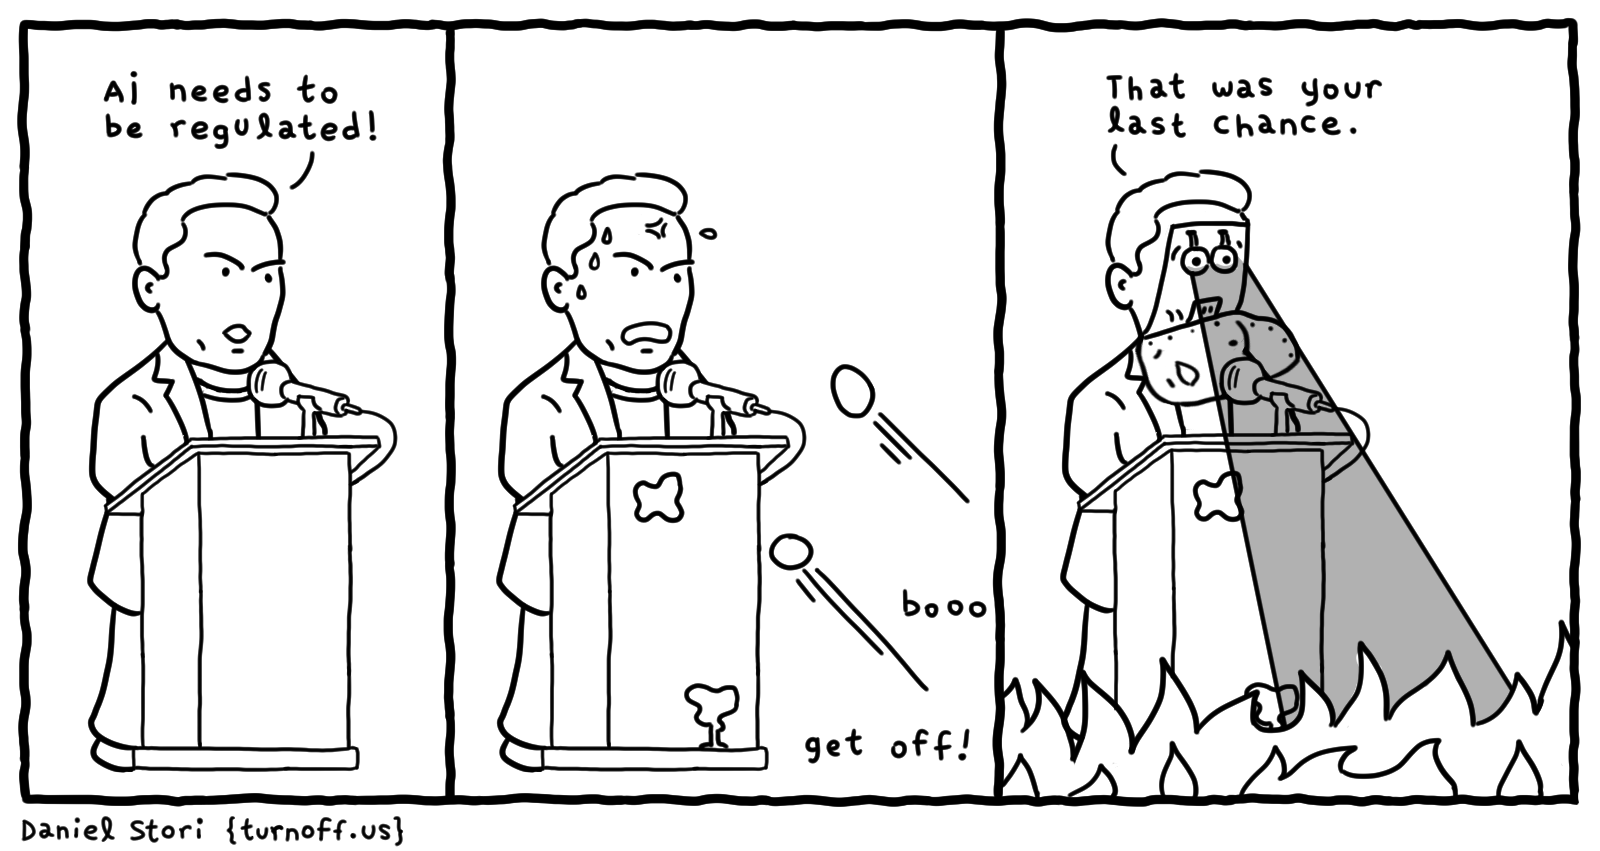 Ai needs to
be regulated!
booo
get off!
That was your
last chance.
Daniel Stori {turnoff.us}